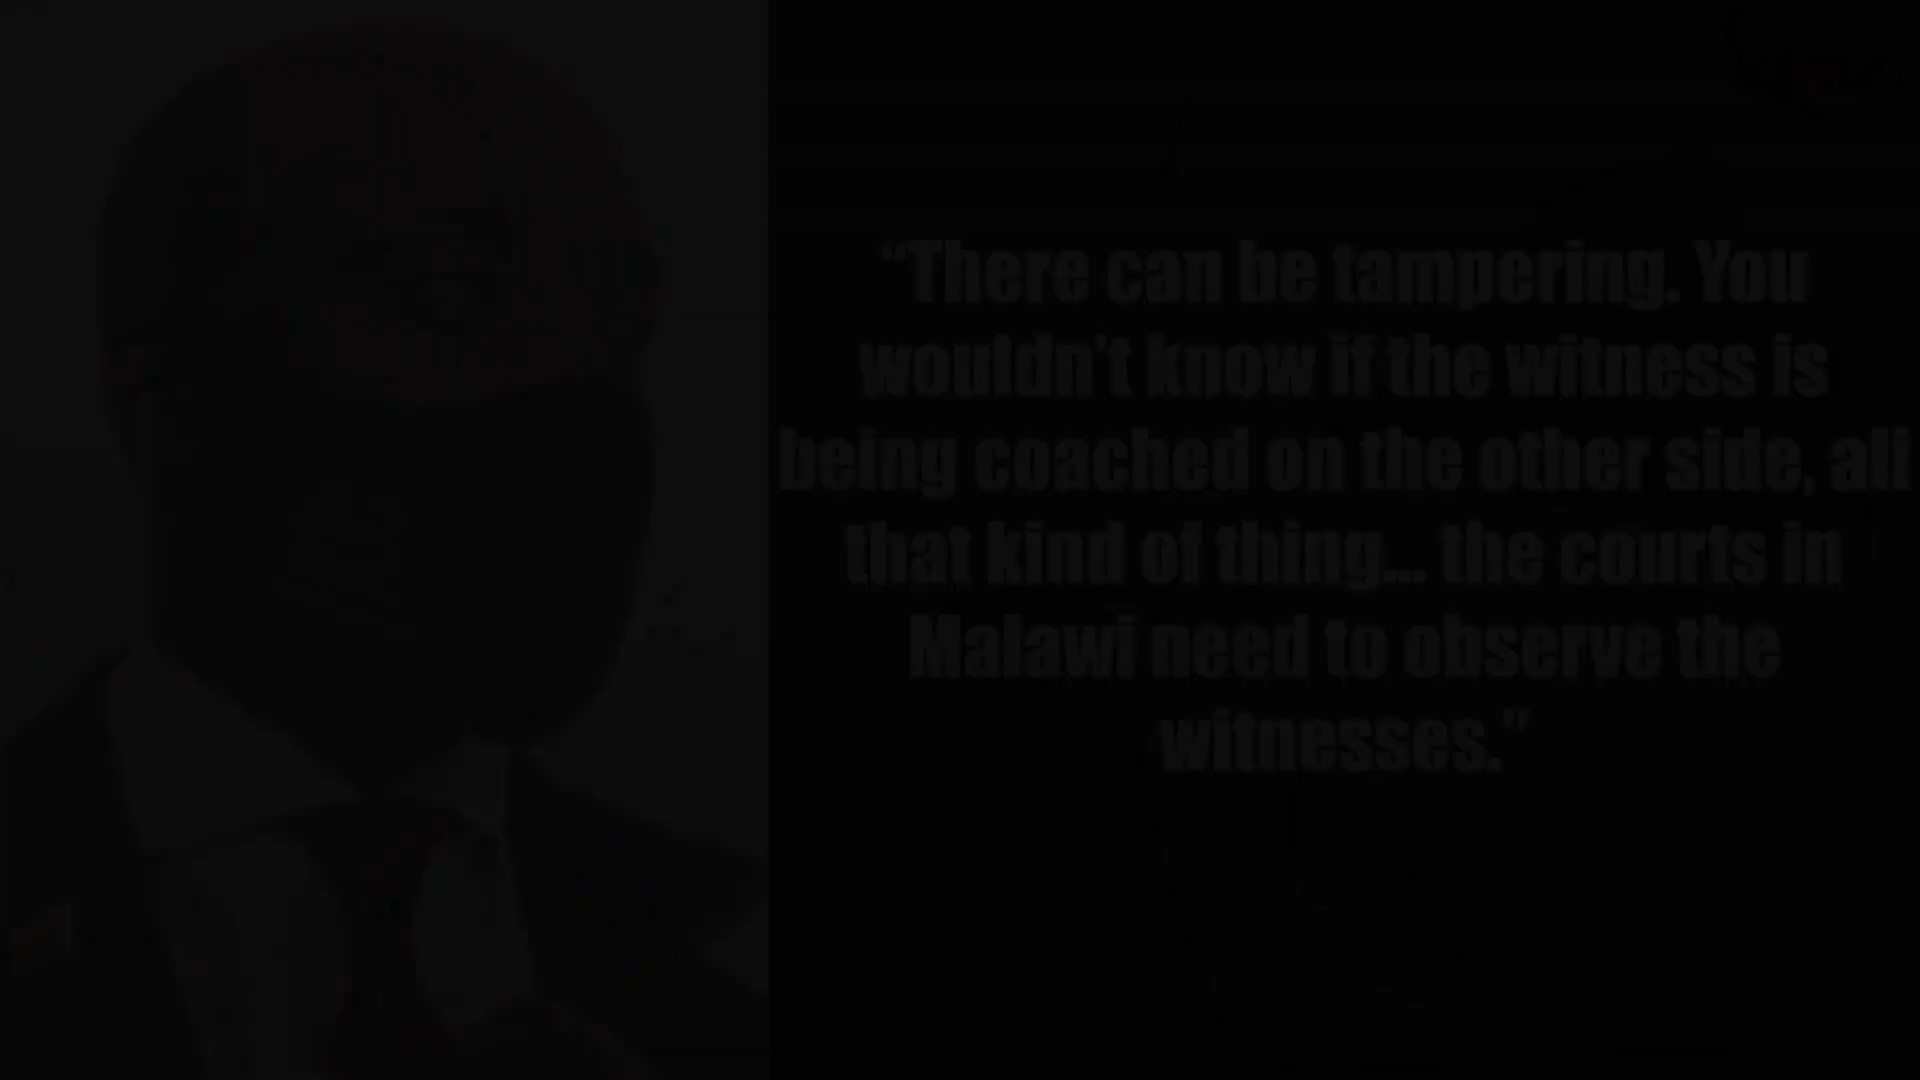 “There can be tampering. You
wouldn't know if the witness is
being coached on the other side, all
that kind of thing... the courts in
Malawi need to observe the
witnesses.”